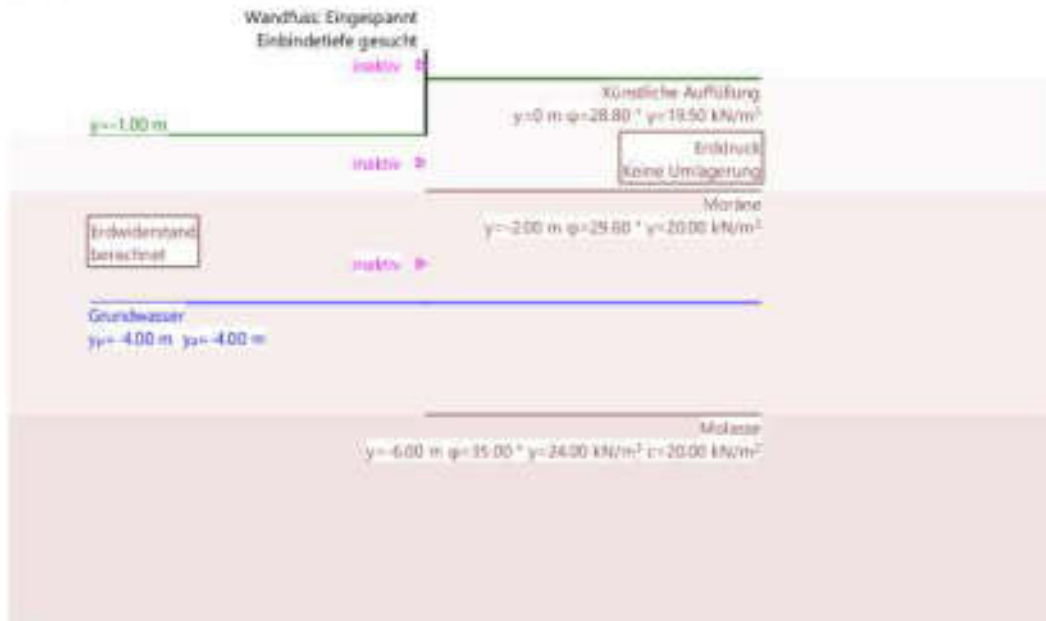 Wandfuss: Eingespannt
Einbindetiefe gesucht
inaktiv
Künstliche Auffüllung
y=0 m φ=28.80 ° γ=19.50 kN/m³
y=-1.00 m
Erddruck
Keine Umlagerung
inaktiv
Moräne
y=-2.00 m φ=29.60 ° γ=20.00 kN/m³
Erdwiderstand
berechnet
inaktiv
Grundwasser
yp=-4.00 m ya=-4.00 m
Molasse
y=-6.00 m φ=35.00 ° γ=24.00 kN/m³ c=20.00 kN/m²